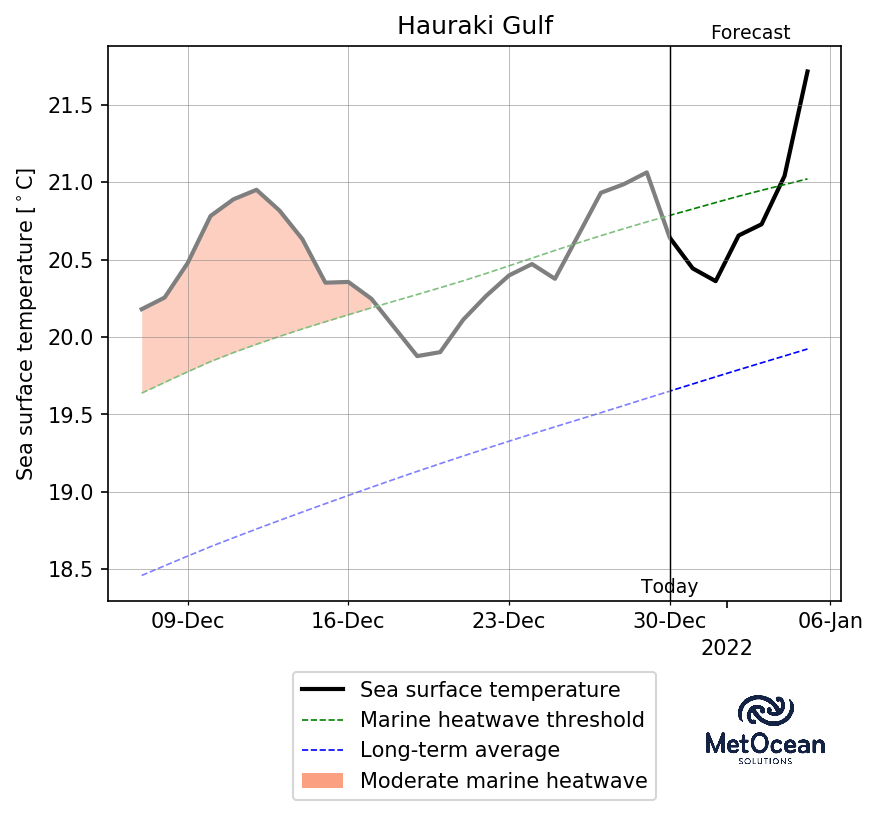 Hauraki Gulf
Forecast
Sea surface temperature [°C]
21.5
21.0
20.5
20.0
19.5
19.0
18.5
Today
09-Dec 16-Dec 23-Dec 30-Dec 06-Jan
2022
Sea surface temperature
Marine heatwave threshold
Long-term average
Moderate marine heatwave
MetOcean
SOLUTIONS